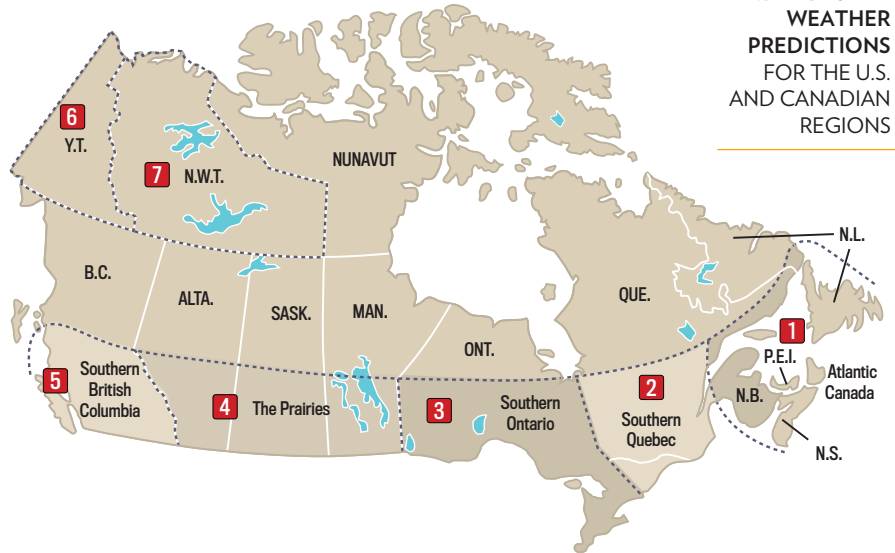 WEATHER
PREDICTIONS
FOR THE U.S.
AND CANADIAN
REGIONS
6
Y.T.
7
N.W.T.
NUNAVUT
N.L.
B.C.
ALTA.
SASK.
MAN.
ONT.
QUE.
1
P.E.I.
Atlantic
Canada
N.B.
N.S.
5
Southern
British
Columbia
4
The Prairies
3
Southern
Ontario
2
Southern
Quebec